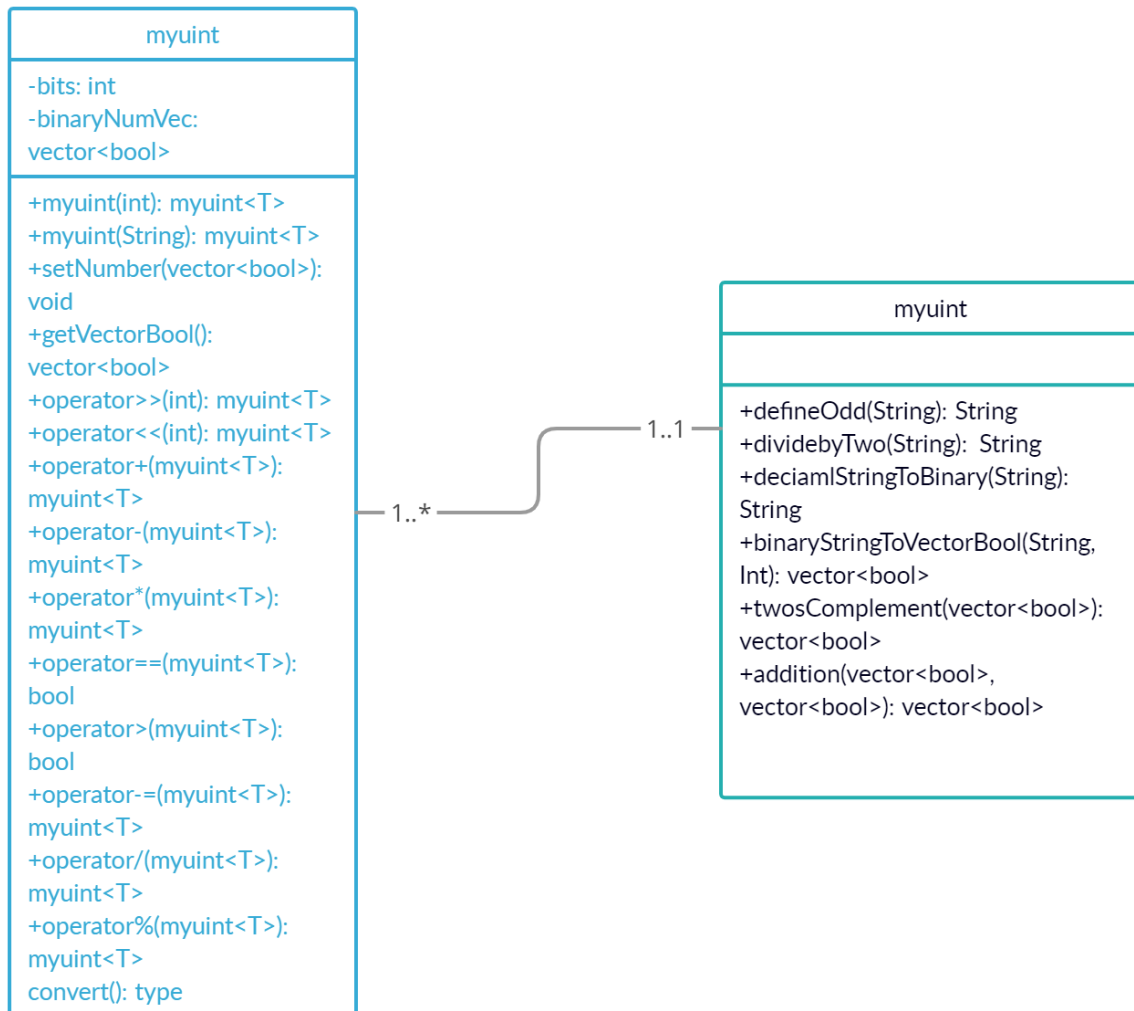 myuint
-bits: int
-binaryNumVec:
vector<bool>
+myuint(int): myuint<T>
+myuint(String): myuint<T>
+setNumber(vector<bool>):
void
+getVectorBool():
vector<bool>
+operator>>(int): myuint<T>
+operator<<(int): myuint<T>
+operator+(myuint<T>):
myuint<T>
+operator-(myuint<T>):
myuint<T>
+operator*(myuint<T>):
myuint<T>
+operator==(myuint<T>):
bool
+operator>(myuint<T>):
bool
+operator-=(myuint<T>):
myuint<T>
+operator/(myuint<T>):
myuint<T>
+operator%(myuint<T>):
myuint<T>
convert(): type
1..*
1..1
myuint
+defineOdd(String): String
+dividebyTwo(String): String
+deciamlStringToBinary(String):
String
+binaryStringToVectorBool(String,
Int): vector<bool>
+twosComplement(vector<bool>):
vector<bool>
+addition(vector<bool>,
vector<bool>): vector<bool>